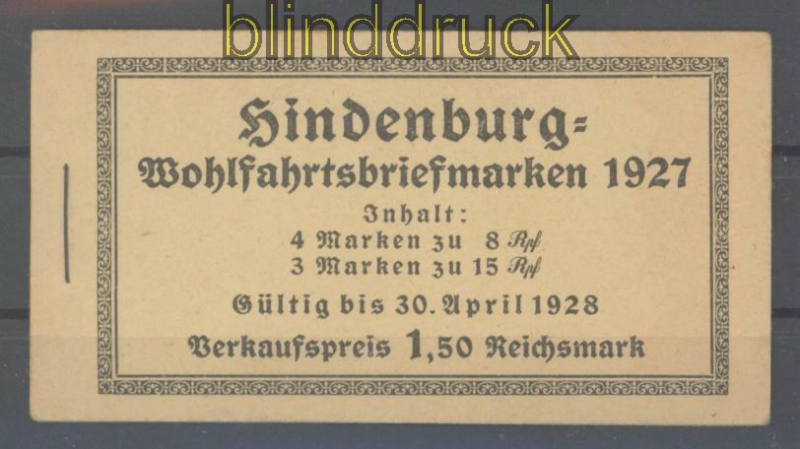 blinddruck
Hindenburg=
Wohlfahrtsbriefmarken 1927
Inhalt:
4 Marken zu 8 Rpf
3 Marken zu 15 Rpf
Gültig bis 30. April 1928
Verkaufspreis 1,50 Reichsmark